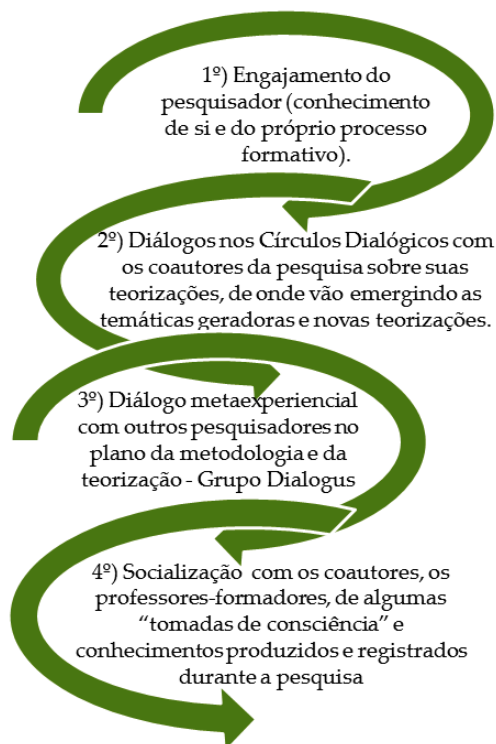 1º) Engajamento do
pesquisador (conhecimento
de si e do próprio processo
formativo).
2º) Diálogos nos Círculos Dialógicos com
os coautores da pesquisa sobre suas
teorizações, de onde vão emergindo as
temáticas geradoras e novas teorizações.
3º) Diálogo metaexperiencial
com outros pesquisadores no
plano da metodologia e da
teorização - Grupo Dialogus
4º) Socialização com os coautores, os
professores-formadores, de algumas
“tomadas de consciência” e
conhecimentos produzidos e registrados
durante a pesquisa